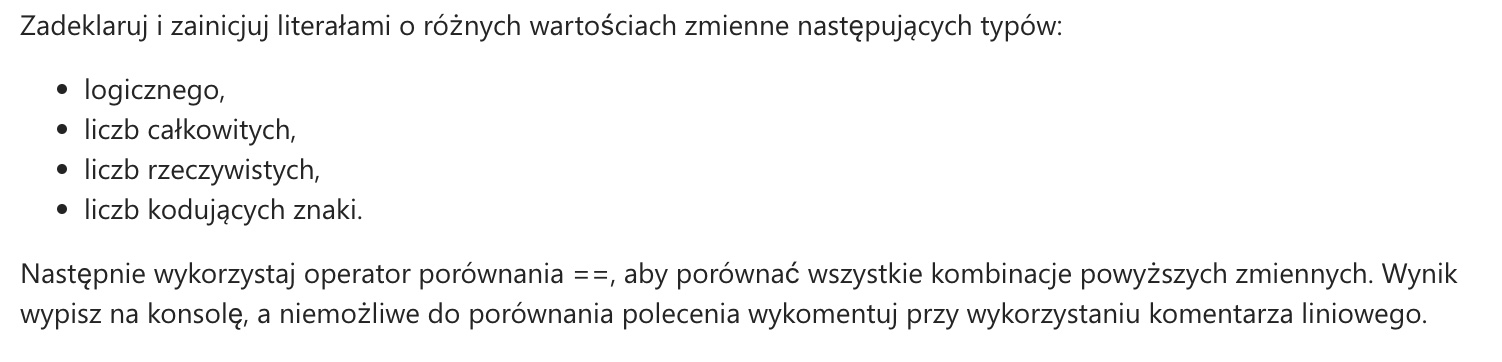 Zadeklaruj i zainicjuj literałami o różnych wartościach zmienne następujących typów:
• logicznego,
• liczb całkowitych,
• liczb rzeczywistych,
• liczb kodujących znaki.
Następnie wykorzystaj operator porównania ==, aby porównać wszystkie kombinacje powyższych zmiennych. Wynik
wypisz na konsolę, a niemożliwe do porównania polecenia wykomentuj przy wykorzystaniu komentarza liniowego.